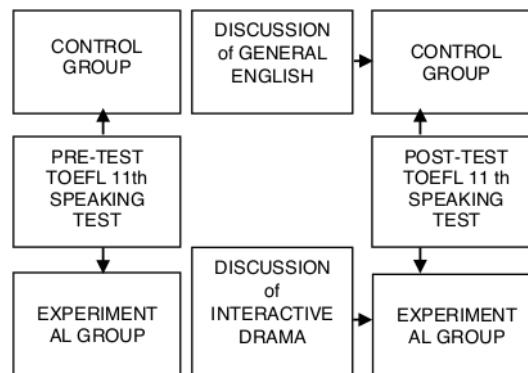 CONTROL
GROUP
DISCUSSION
of GENERAL
ENGLISH
CONTROL
GROUP
PRE-TEST
TOEFL 11th
SPEAKING
TEST
POST-TEST
TOEFL 11 th
SPEAKING
TEST
EXPERIMENT
AL GROUP
DISCUSSION
of
INTERACTIVE
DRAMA
EXPERIMENT
AL GROUP